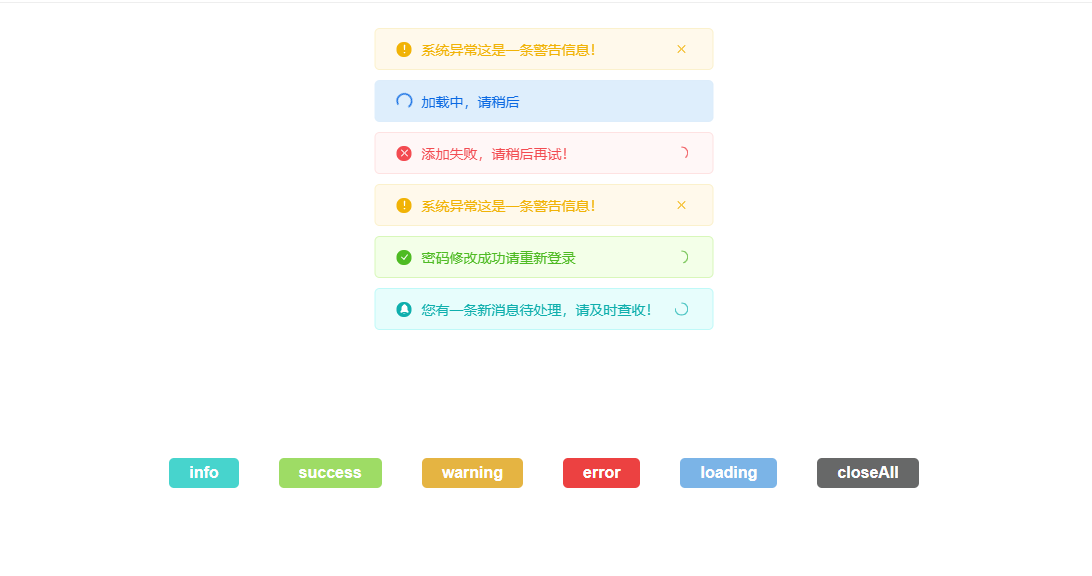 系统异常这是一条警告信息！
加载中，请稍后
添加失败，请稍后再试！
系统异常这是一条警告信息！
密码修改成功请重新登录
您有一条新消息待处理，请及时查收！
info success warning error loading closeAll